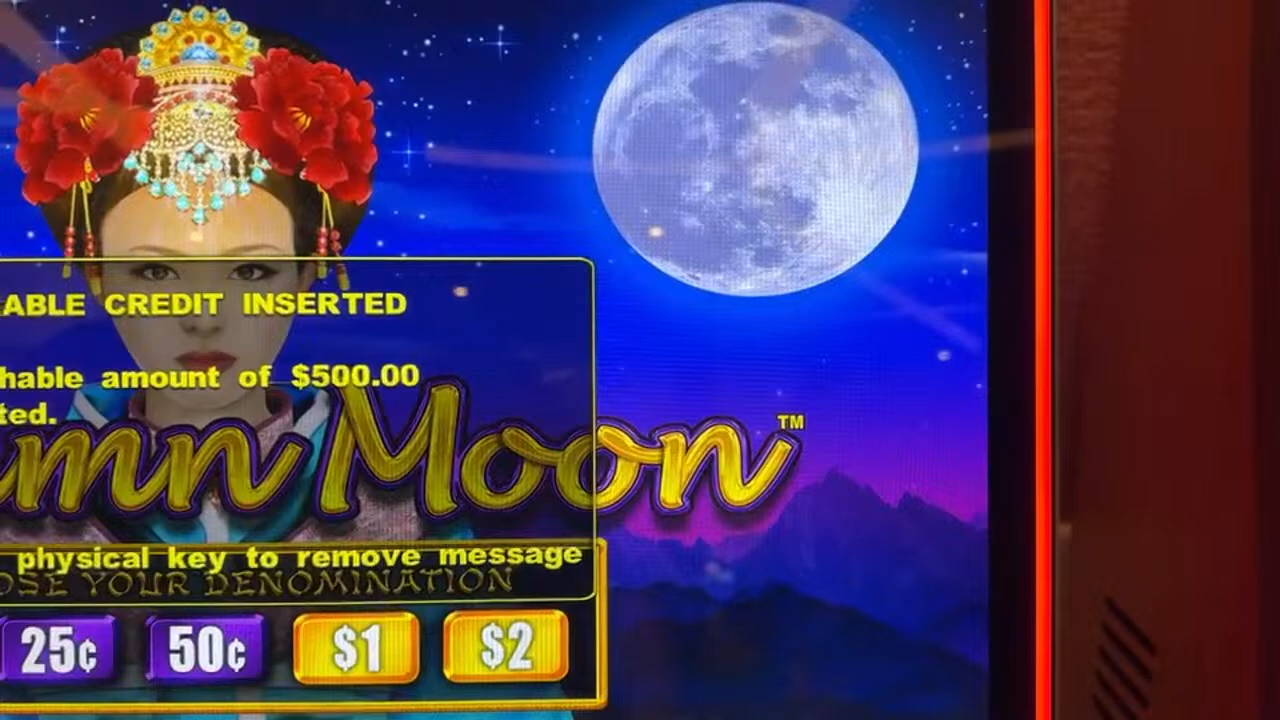 ABLE CREDIT INSERTED
hable amount of $500.00
ted.
mn Moon™
physical key to remove message
OSE YOUR DENOMINATION
25¢ 50¢ $1 $2